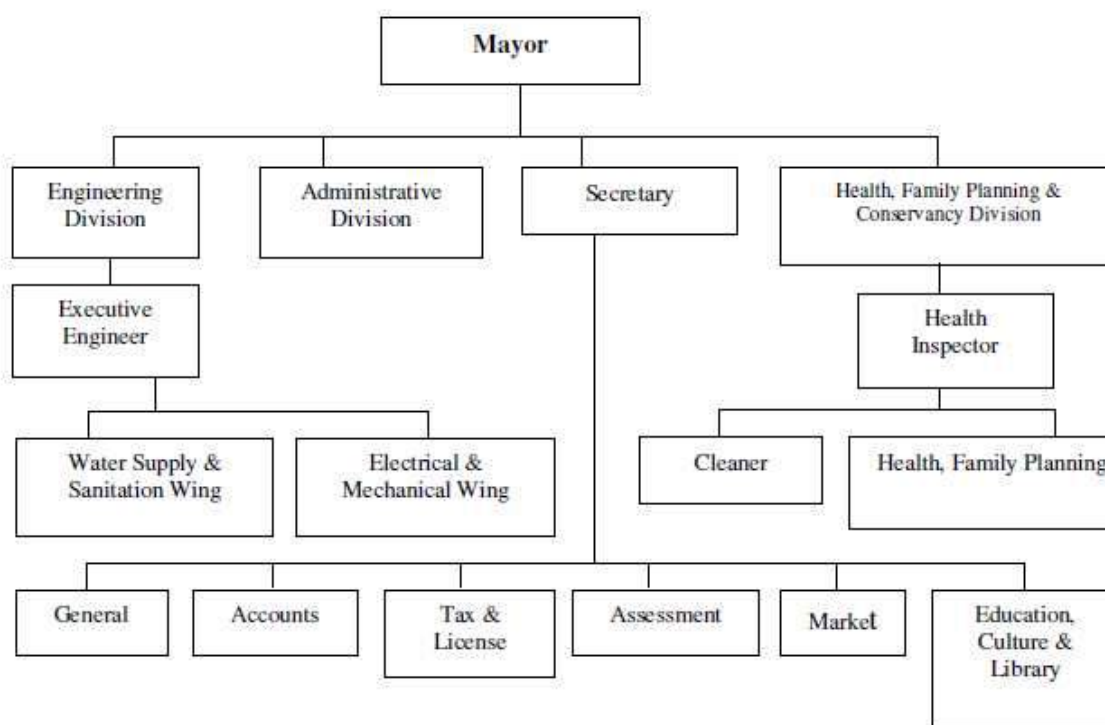 Mayor
Engineering
Division
Administrative
Division
Secretary
Health, Family Planning &
Conservancy Division
Executive
Engineer
Health
Inspector
Water Supply &
Sanitation Wing
Electrical &
Mechanical Wing
Cleaner
Health, Family Planning
General
Accounts
Tax &
License
Assessment
Market
Education,
Culture &
Library